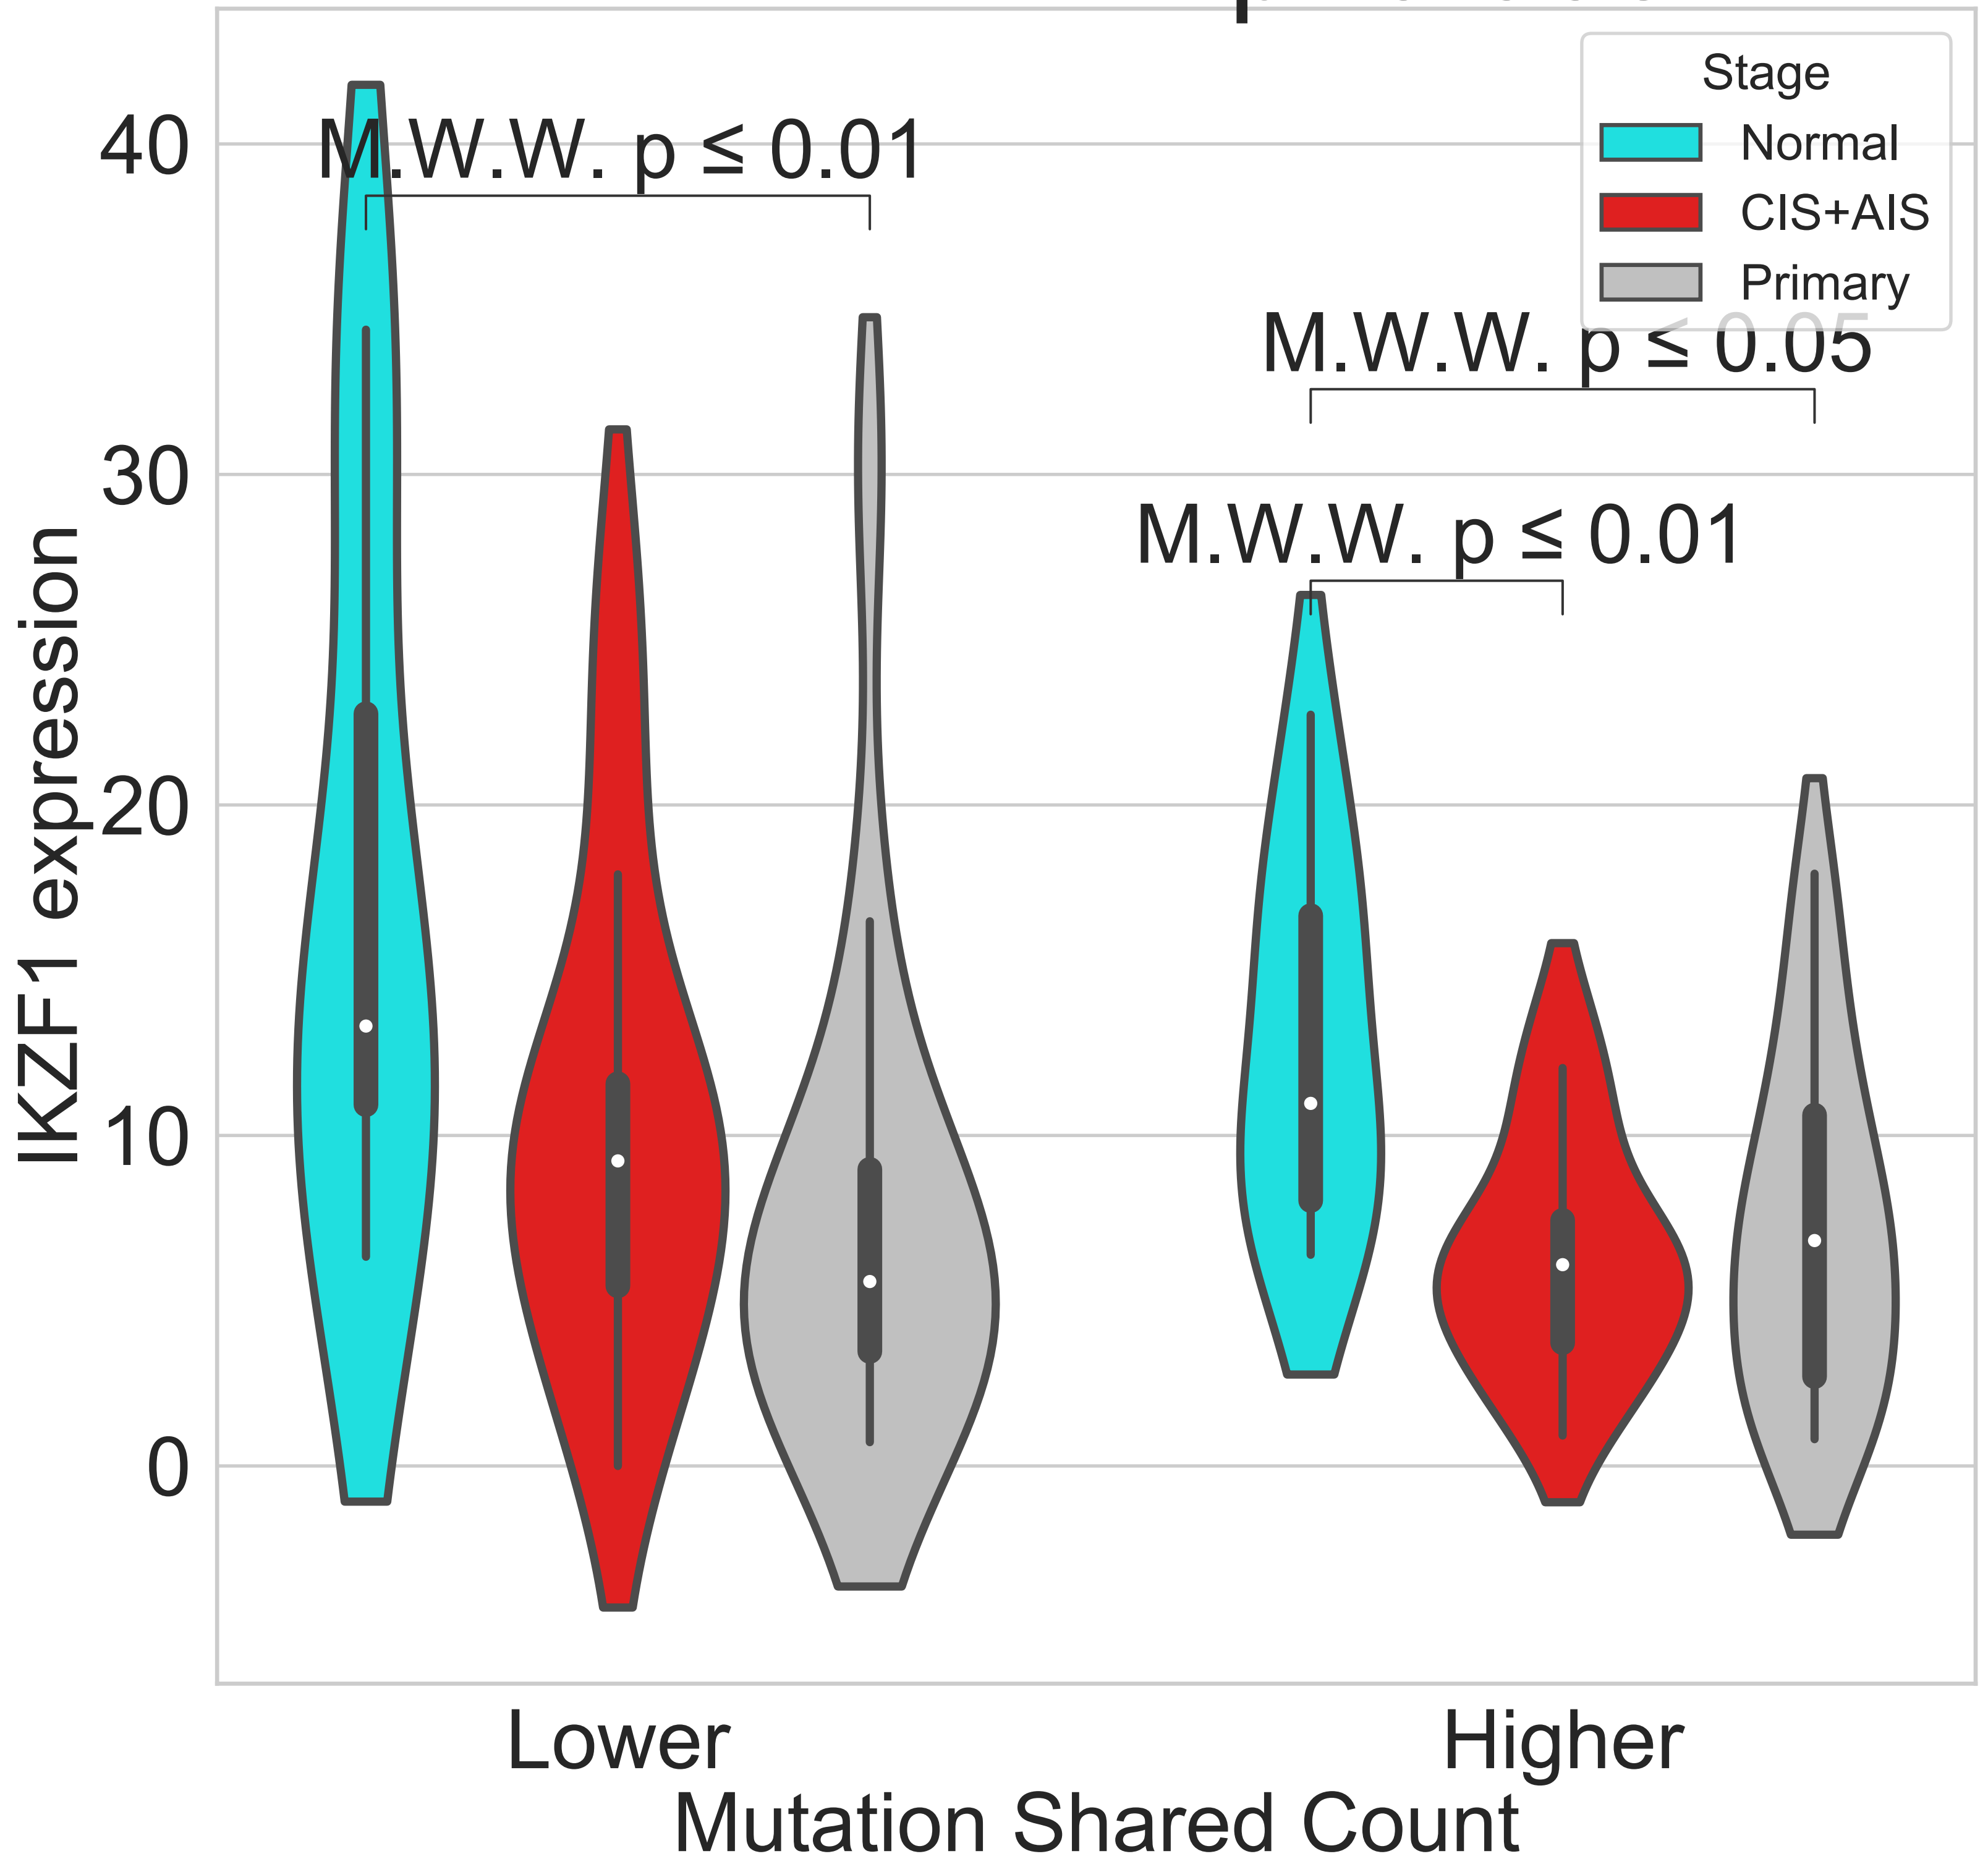 Stage
Normal
CIS+AIS
Primary
M.W.W. p ≤ 0.01
M.W.W. p ≤ 0.05
M.W.W. p ≤ 0.01
IKZF1 expression
40
30
20
10
0
Lower
Higher
Mutation Shared Count